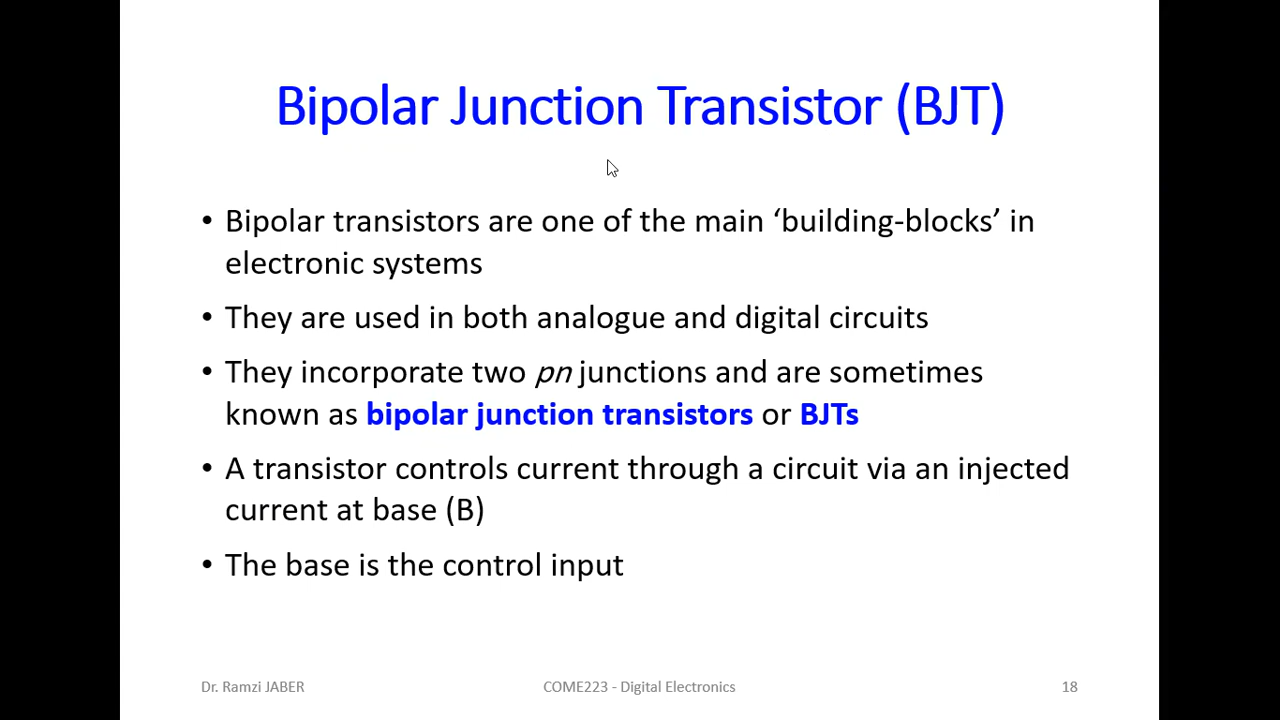 Bipolar Junction Transistor (BJT)
• Bipolar transistors are one of the main ‘building-blocks’ in
electronic systems
• They are used in both analogue and digital circuits
• They incorporate two pn junctions and are sometimes
known as bipolar junction transistors or BJTs
• A transistor controls current through a circuit via an injected
current at base (B)
• The base is the control input
Dr. Ramzi JABER
COME223 - Digital Electronics
18